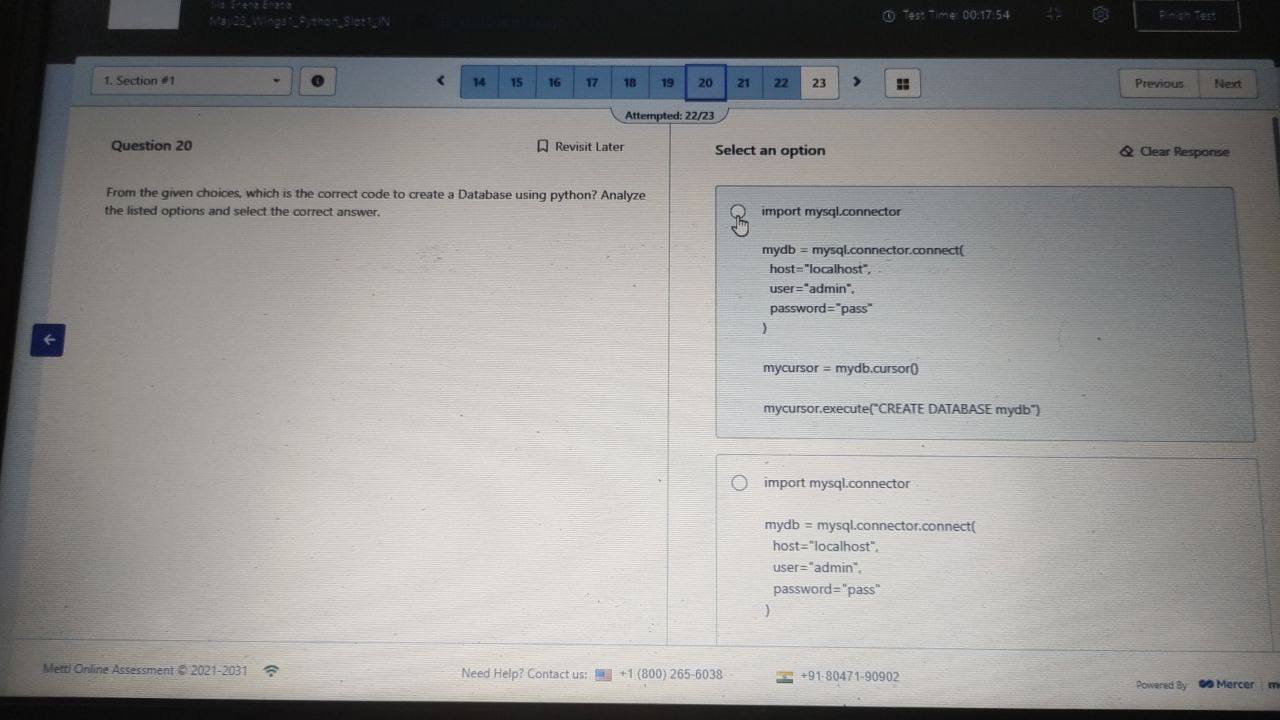 May23_Wings1_Python_Slot1_IN
Test Time: 00:17:54
Finish Test
1. Section #1
14 15 16 17 18 19 20 21 22 23
Previous Next
Attempted: 22/23
Question 20
Revisit Later
From the given choices, which is the correct code to create a Database using python? Analyze
the listed options and select the correct answer.
Select an option
Clear Response
import mysql.connector
mydb = mysql.connector.connect(
host="localhost",
user="admin",
password="pass"
)
mycursor = mydb.cursor()
mycursor.execute("CREATE DATABASE mydb")
import mysql.connector
mydb = mysql.connector.connect(
host="localhost",
user="admin",
password="pass"
)
Mettl Online Assessment © 2021-2031
Need Help? Contact us: +1 (800) 265-6038
+91-80471-90902
Powered By Mercer